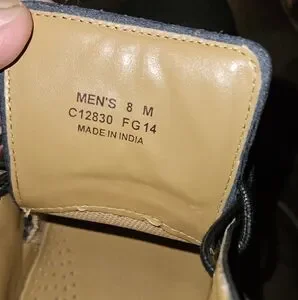 MEN'S 8 M
C12830 FG14
MADE IN INDIA